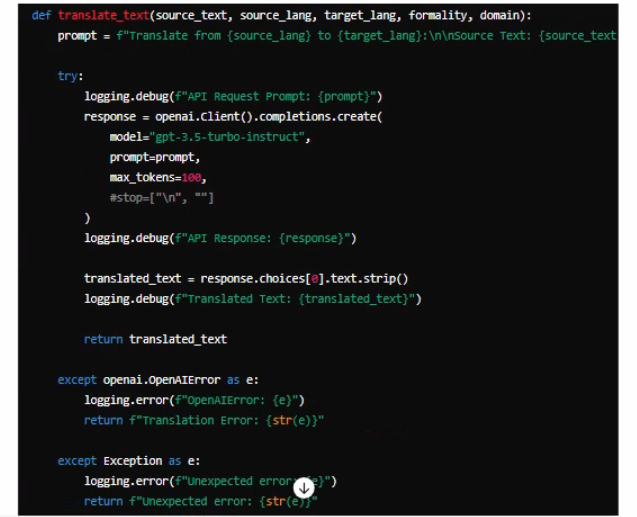 def translate_text(source_text, source_lang, target_lang, formality, domain):
    prompt = f"Translate from {source_lang} to {target_lang}:\n\nSource Text: {source_text

    try:
        logging.debug(f"API Request Prompt: {prompt}")
        response = openai.Client().completions.create(
            model="gpt-3.5-turbo-instruct",
            prompt=prompt,
            max_tokens=100,
            #stop=["\n", ""]
        )
        logging.debug(f"API Response: {response}")

        translated_text = response.choices[0].text.strip()
        logging.debug(f"Translated Text: {translated_text}")

        return translated_text

    except openai.OpenAIError as e:
        logging.error(f"OpenAIError: {e}")
        return f"Translation Error: {str(e)}"

    except Exception as e:
        logging.error(f"Unexpected error: e}")
        return f"Unexpected error: {str(e)}"